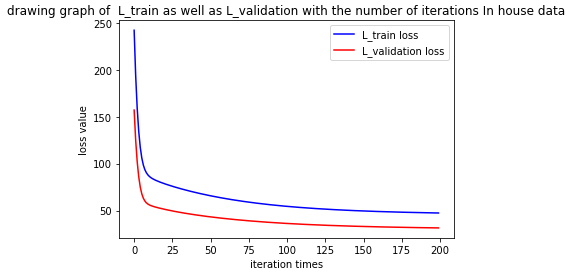 drawing graph of  L_train as well as L_validation with the number of iterations In house data
250
200
150
100
50
loss value
L_train loss
L_validation loss
0 25 50 75 100 125 150 175 200
iteration times